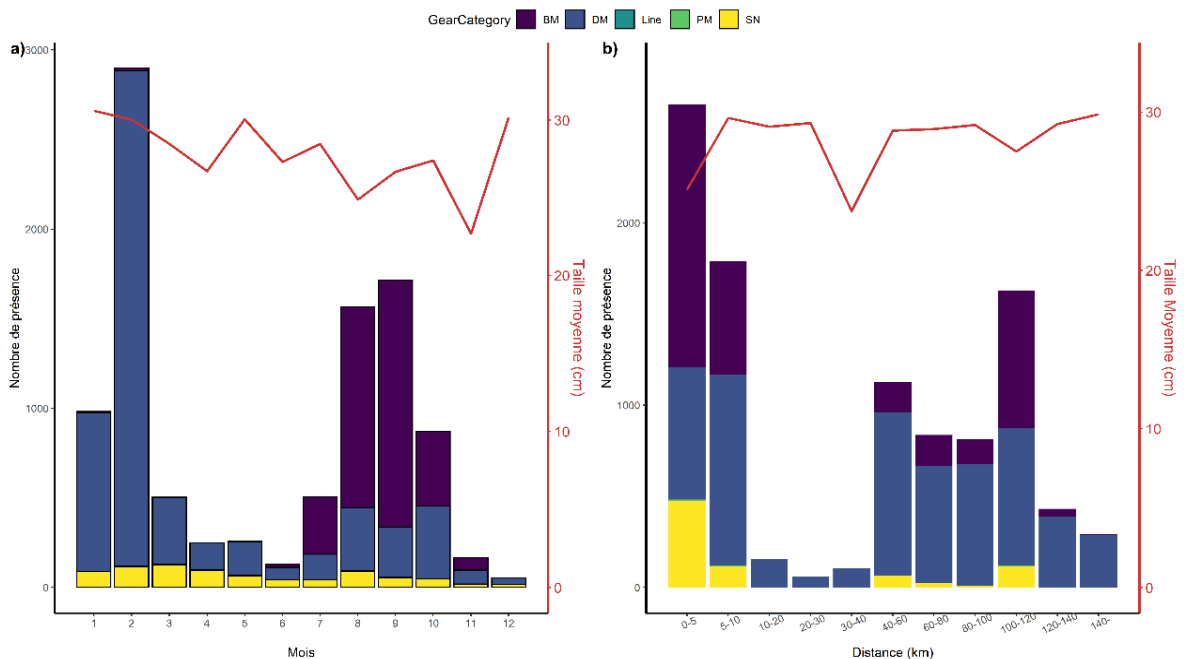 GearCategory BM DM Line PM SN
a)
3000
2000
1000
0
Nombre de présence
30
20
10
0
Taille moyenne (cm)
1 2 3 4 5 6 7 8 9 10 11 12
Mois
b)
2000
1000
0
Nombre de présence
30
20
10
0
Taille Moyenne (cm)
0-5 5-10 10-20 20-30 30-40 40-60 60-80 80-100 100-120 120-140 140-
Distance (km)